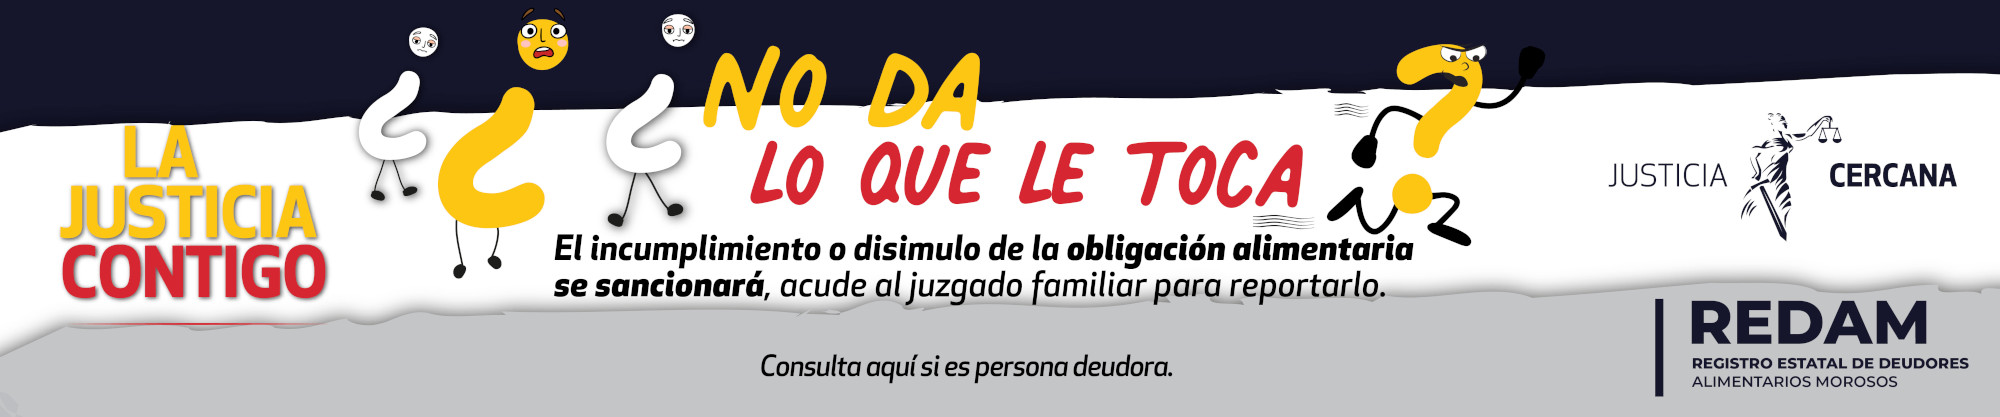 LA
JUSTICIA
CONTIGO
¿
¿
¿
NO DA
LO QUE LE TOCA
?
El incumplimiento o disimulo de la obligación alimentaria
se sancionará, acude al juzgado familiar para reportarlo.
Consulta aquí si es persona deudora.
JUSTICIA CERCANA
REDAM
REGISTRO ESTATAL DE DEUDORES
ALIMENTARIOS MOROSOS